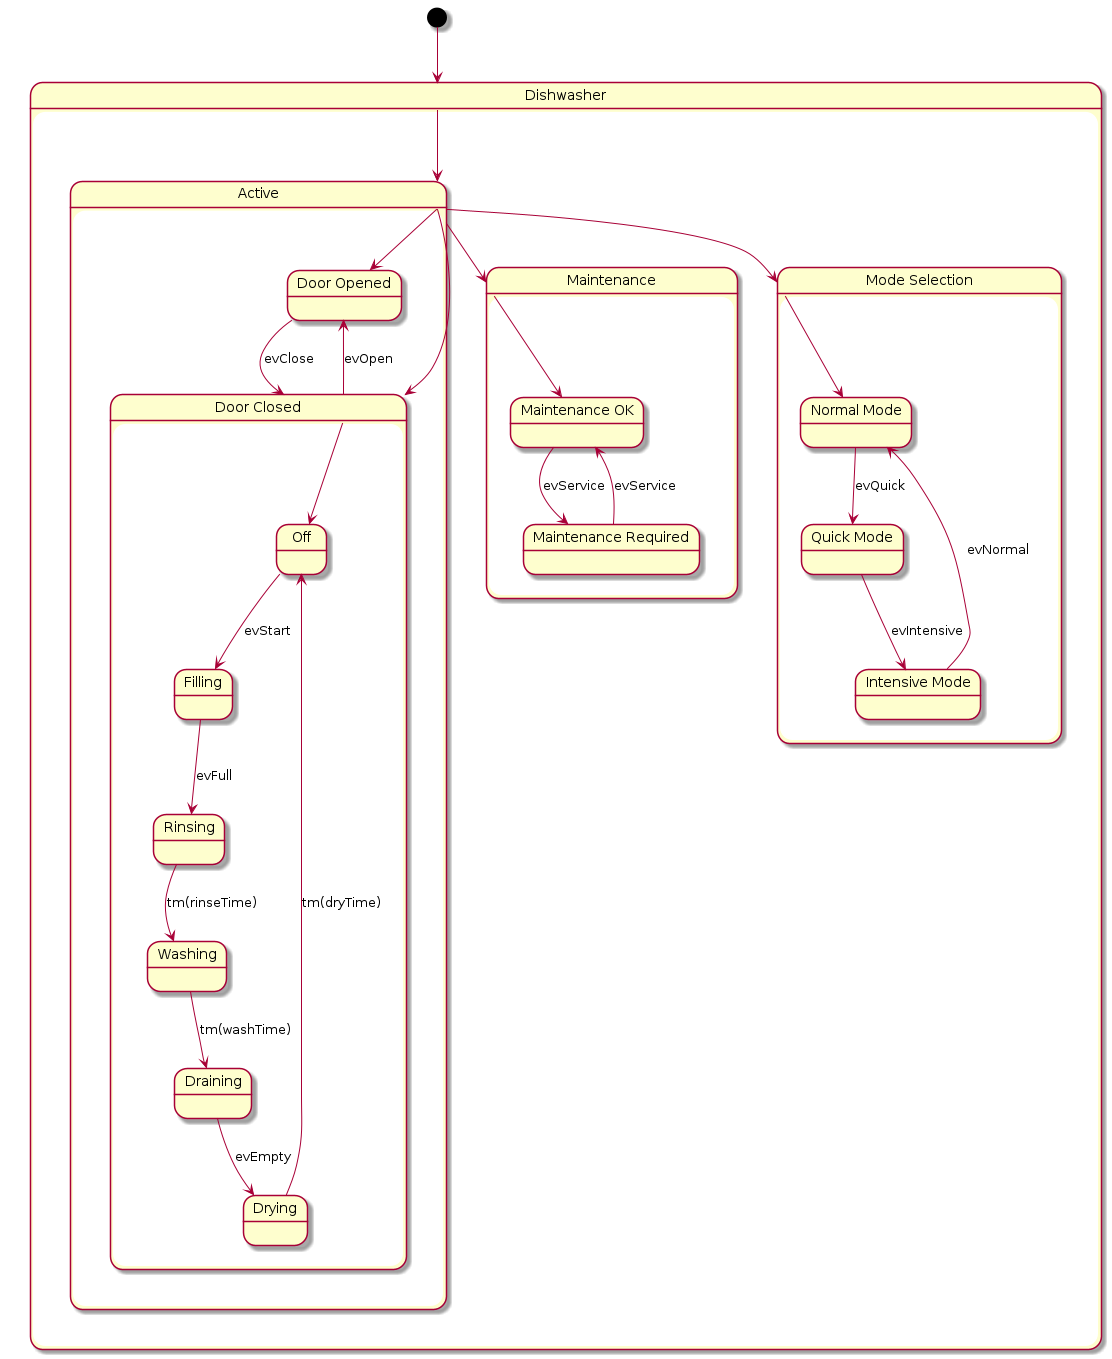 Dishwasher
Active
Door Opened
evClose
evOpen
Door Closed
Off
evStart
Filling
evFull
Rinsing
tm(rinseTime)
tm(dryTime)
Washing
tm(washTime)
Draining
evEmpty
Drying
Maintenance
Maintenance OK
evService
evService
Maintenance Required
Mode Selection
Normal Mode
evQuick
Quick Mode
evNormal
evIntensive
Intensive Mode